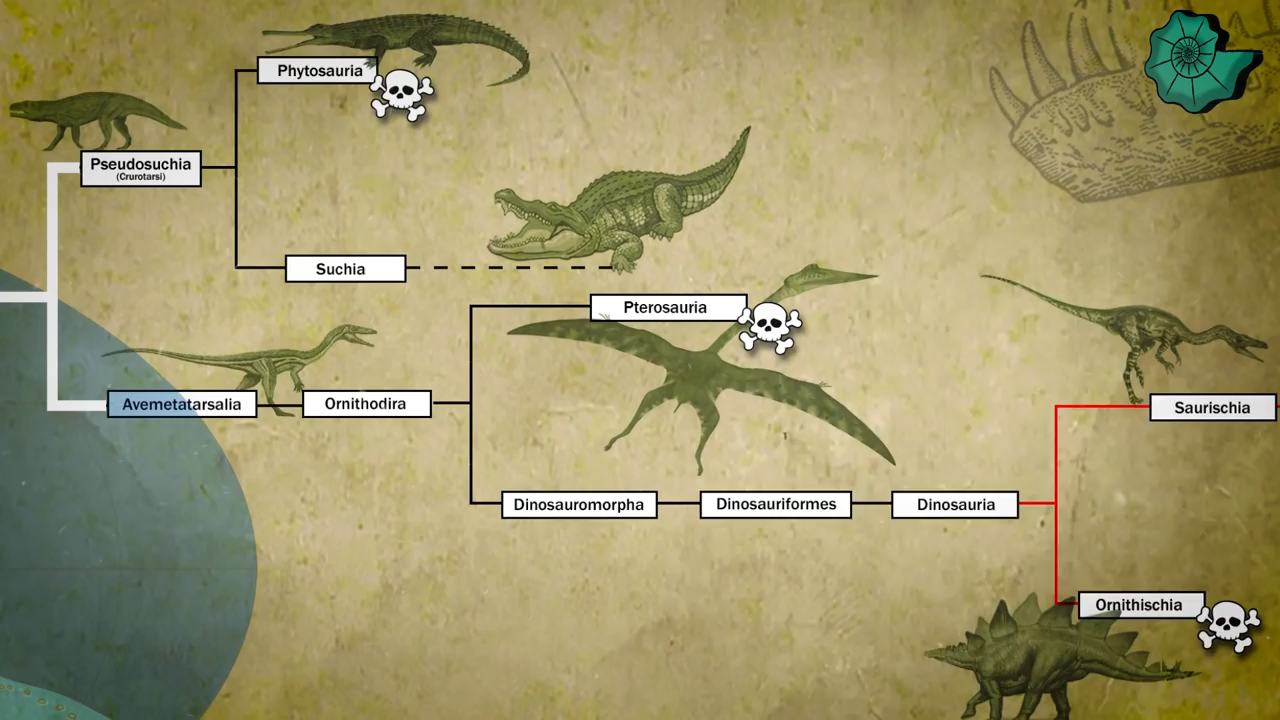 Phytosauria
Pseudosuchia
(Crurotarsi)
Suchia
Pterosauria
Avemetatarsalia
Ornithodira
Saurischia
Dinosauromorpha
Dinosauriformes
Dinosauria
Ornithischia